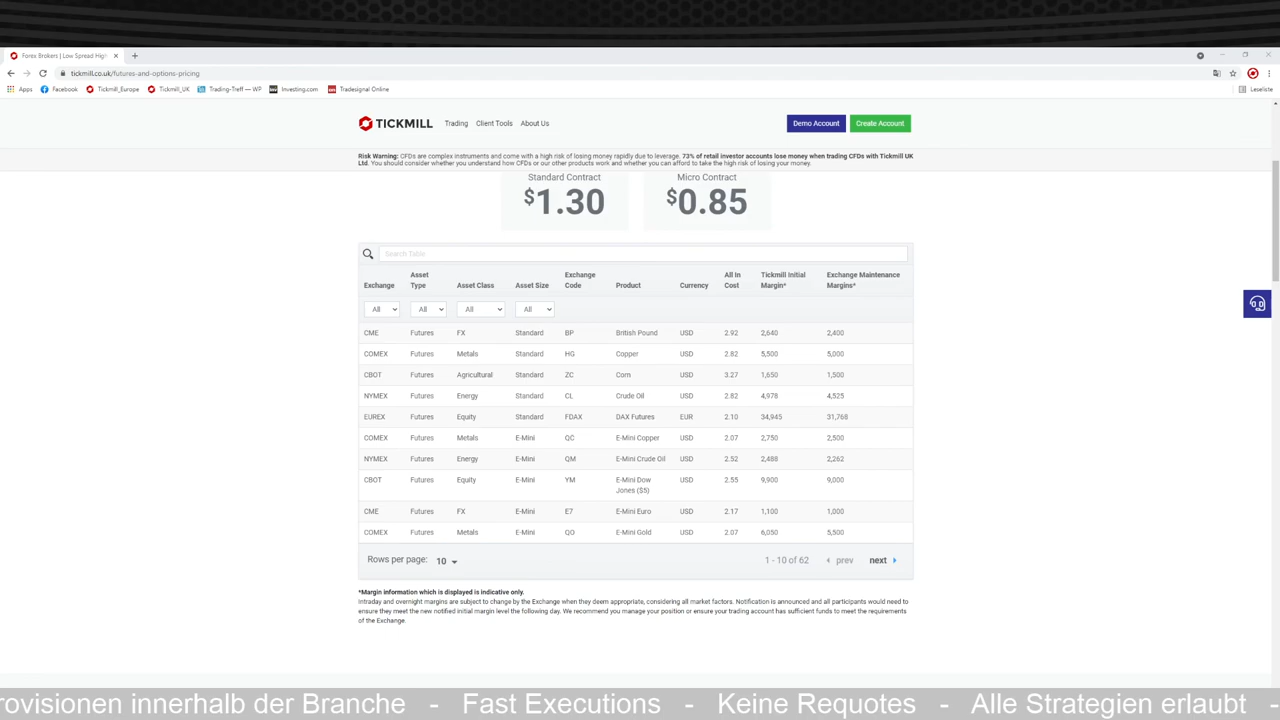 Forex Brokers | Low Spread High
tickmill.co.uk/futures-and-options-pricing
Apps Facebook Tickmill_Europe Tickmill_UK Trading-Treff — WP Investing.com Tradesignal Online Leseliste
TICKMILL Trading Client Tools About Us Demo Account Create Account
Risk Warning: CFDs are complex instruments and come with a high risk of losing money rapidly due to leverage. 73% of retail investor accounts lose money when trading CFDs with Tickmill UK
Ltd. You should consider whether you understand how CFDs or our other products work and whether you can afford to take the high risk of losing your money.
Standard Contract Micro Contract
$1.30 $0.85
Search Table
Exchange Asset Type Asset Class Asset Size Exchange Code Product Currency All In Cost Tickmill Initial Margin* Exchange Maintenance Margins*
All All All All
CME Futures FX Standard BP British Pound USD 2.92 2,640 2,400
COMEX Futures Metals Standard HG Copper USD 2.82 5,500 5,000
CBOT Futures Agricultural Standard ZC Corn USD 3.27 1,650 1,500
NYMEX Futures Energy Standard CL Crude Oil USD 2.82 4,978 4,525
EUREX Futures Equity Standard FDAX DAX Futures EUR 2.10 34,945 31,768
COMEX Futures Metals E-Mini QC E-Mini Copper USD 2.07 2,750 2,500
NYMEX Futures Energy E-Mini QM E-Mini Crude Oil USD 2.52 2,488 2,262
CBOT Futures Equity E-Mini YM E-Mini Dow Jones ($5) USD 2.55 9,900 9,000
CME Futures FX E-Mini E7 E-Mini Euro USD 2.17 1,100 1,000
COMEX Futures Metals E-Mini QO E-Mini Gold USD 2.07 6,050 5,500
Rows per page: 10 1 - 10 of 62 prev next
*Margin information which is displayed is indicative only.
Intraday and overnight margins are subject to change by the Exchange when they deem appropriate, considering all market factors. Notification is announced and all participants would need to
ensure they meet the new notified initial margin level the following day. We recommend you manage your position or ensure your trading account has sufficient funds to meet the requirements
of the Exchange.
rovisionen innerhalb der Branche - Fast Executions - Keine Requotes - Alle Strategien erlaubt -